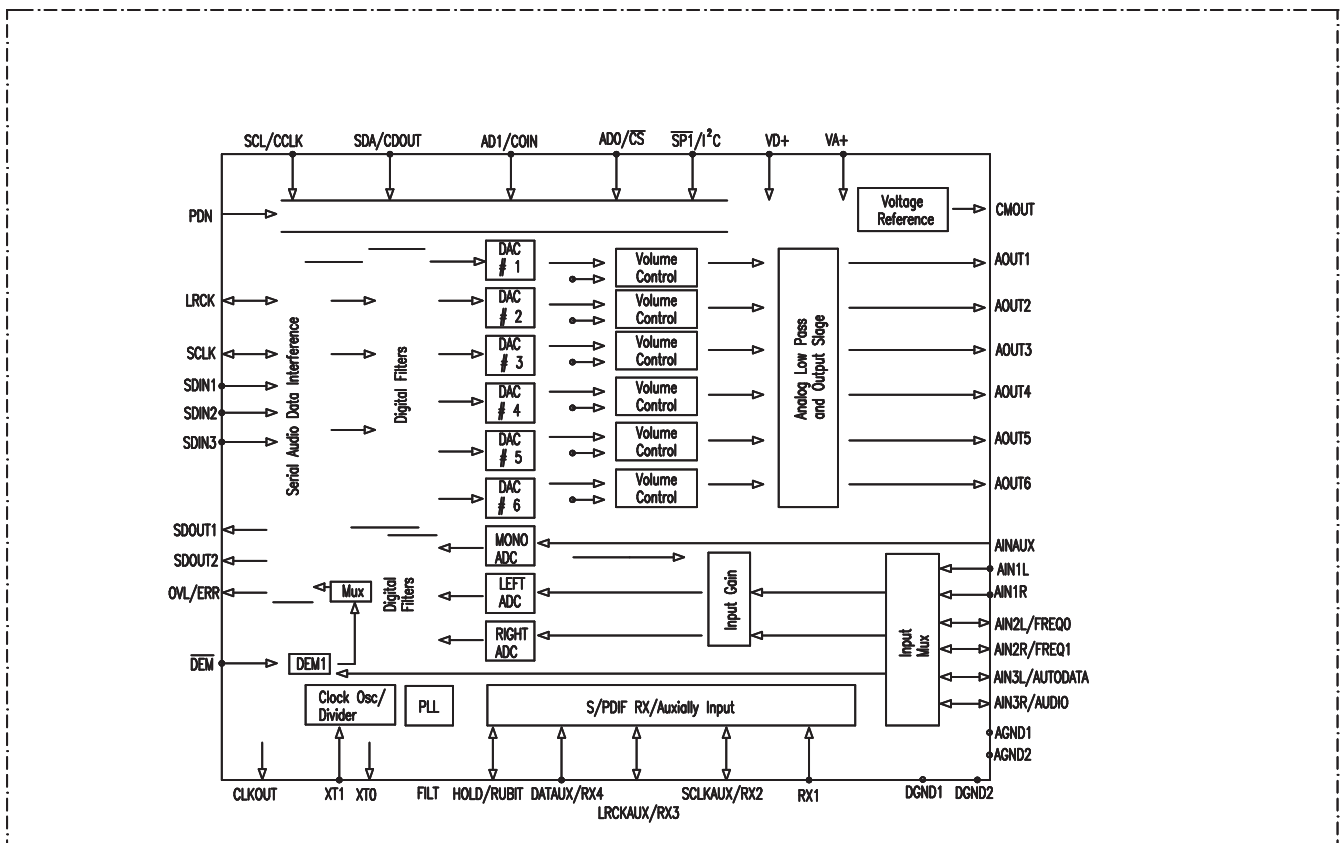 SCL/CCLK SDA/CDOUT AD1/COIN AD0/CS SP1/I²C VD+ VA+
PDN
Voltage
Reference
CMOUT
DAC
# 1
Volume
Control
AOUT1
LRCK
DAC
# 2
Volume
Control
AOUT2
SCLK
DAC
# 3
Volume
Control
AOUT3
SDIN1
SDIN2
SDIN3
Serial Audio Data Interference
Digital Filters
DAC
# 4
Volume
Control
AOUT4
DAC
# 5
Volume
Control
AOUT5
DAC
# 6
Volume
Control
AOUT6
Analog Low Pass
and Output Slage
SDOUT1
SDOUT2
OVL/ERR
DEM
MONO
ADC
LEFT
ADC
RIGHT
ADC
Mux
Digital
Filters
DEM1
Input Gain
Input
Mux
AINAUX
AIN1L
AIN1R
AIN2L/FREQ0
AIN2R/FREQ1
AIN3L/AUTODATA
AIN3R/AUDIO
AGND1
AGND2
Clock Osc/
Divider
PLL
S/PDIF RX/Auxially Input
CLKOUT XT1 XTO FILT HOLD/RUBIT DATAUX/RX4 SCLKAUX/RX2 RX1 DGND1 DGND2
LRCKAUX/RX3